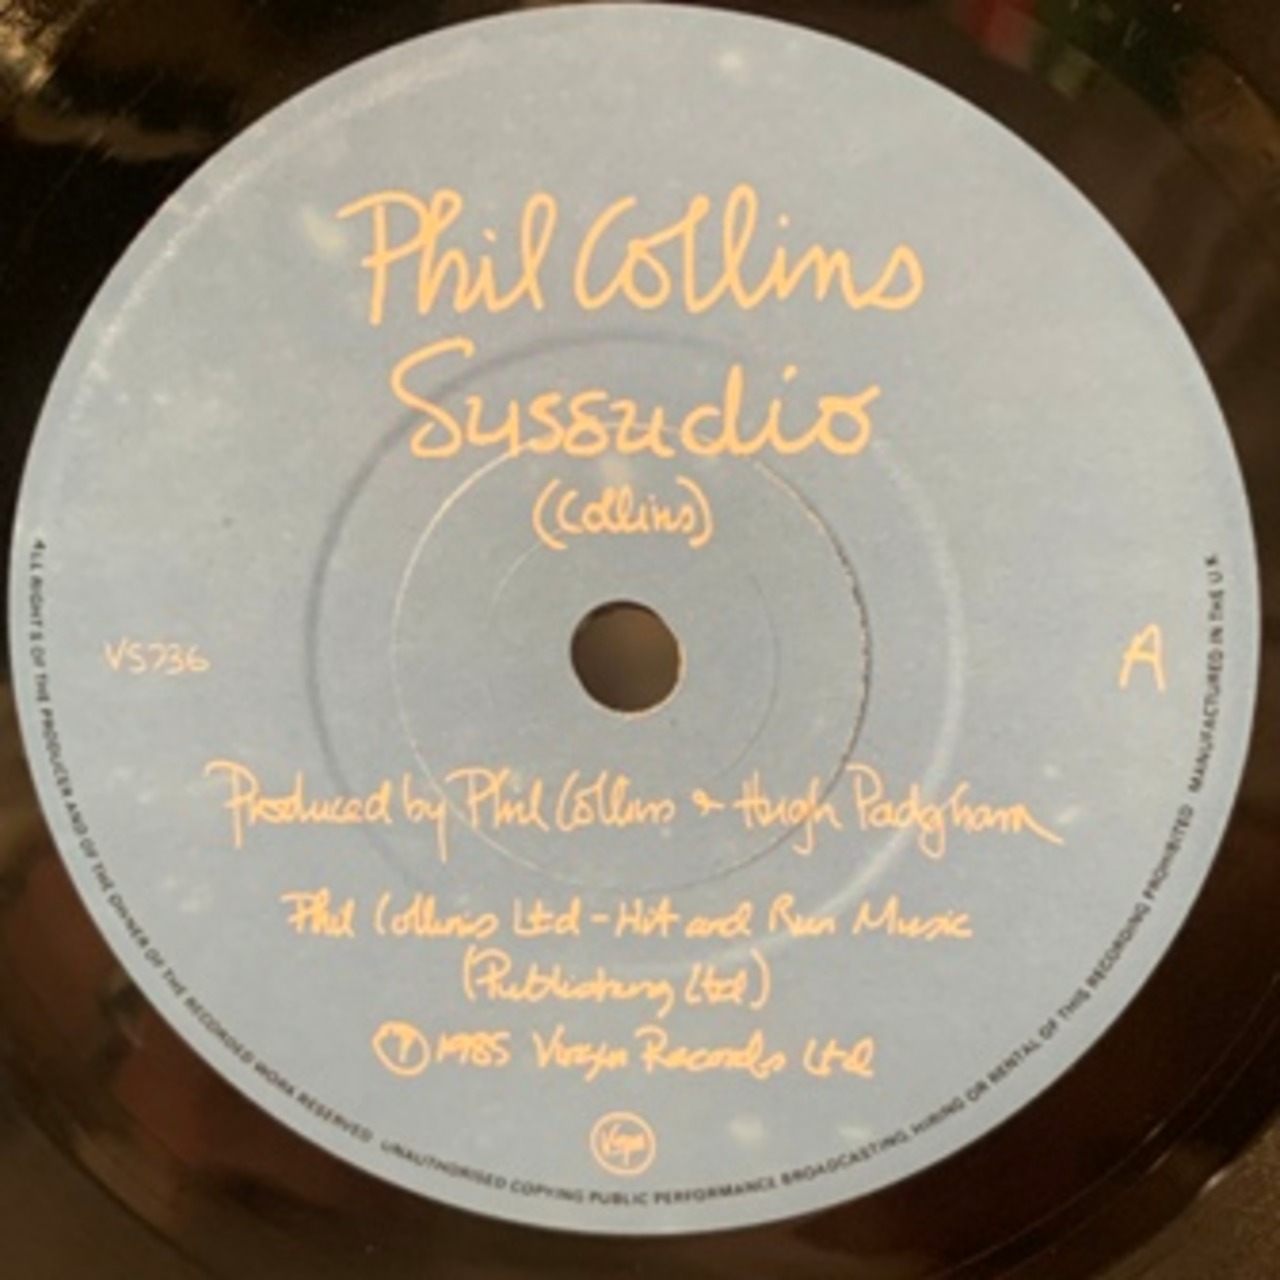 Phil Collins
Sussudio
(Collins)
VS736
A
Produced by Phil Collins & Hugh Padgham
Phil Collins Ltd - Hit and Run Music
(Publishing Ltd)
Ⓟ 1985 Virgin Records Ltd
Virgin
ALL RIGHTS OF THE PRODUCER AND OF THE OWNER OF THE RECORDED WORK RESERVED UNAUTHORISED COPYING PUBLIC PERFORMANCE BROADCASTING, HIRING OR RENTAL OF THIS RECORDING PROHIBITED MANUFACTURED IN THE U.K.